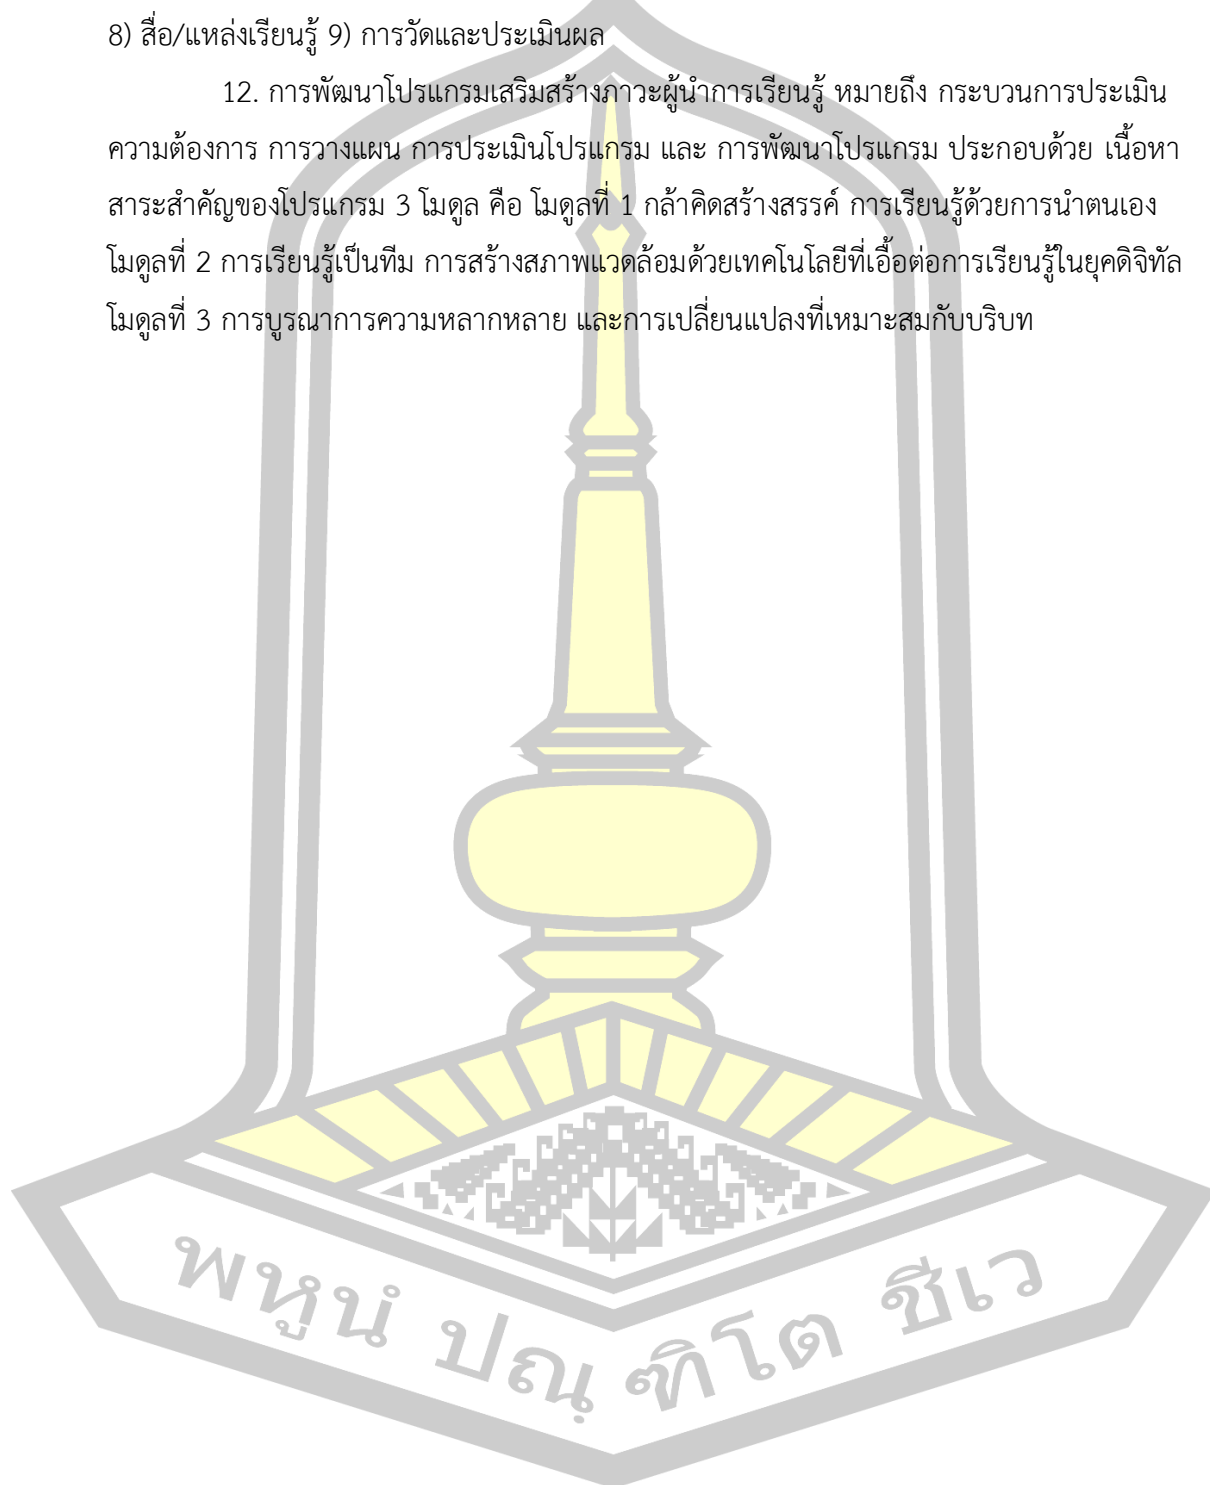 8) สื่อ/แหล่งเรียนรู้ 9) การวัดและประเมินผล
12. การพัฒนาโปรแกรมเสริมสร้างภาวะผู้นำการเรียนรู้ หมายถึง กระบวนการประเมิน
ความต้องการ การวางแผน การประเมินโปรแกรม และ การพัฒนาโปรแกรม ประกอบด้วย เนื้อหา
สาระสำคัญของโปรแกรม 3 โมดูล คือ โมดูลที่ 1 กล้าคิดสร้างสรรค์ การเรียนรู้ด้วยการนำตนเอง
โมดูลที่ 2 การเรียนรู้เป็นทีม การสร้างสภาพแวดล้อมด้วยเทคโนโลยีที่เอื้อต่อการเรียนรู้ในยุคดิจิทัล
โมดูลที่ 3 การบูรณาการความหลากหลาย และการเปลี่ยนแปลงที่เหมาะสมกับบริบท
พหูนํ ปณฺฑิโต ชีเว